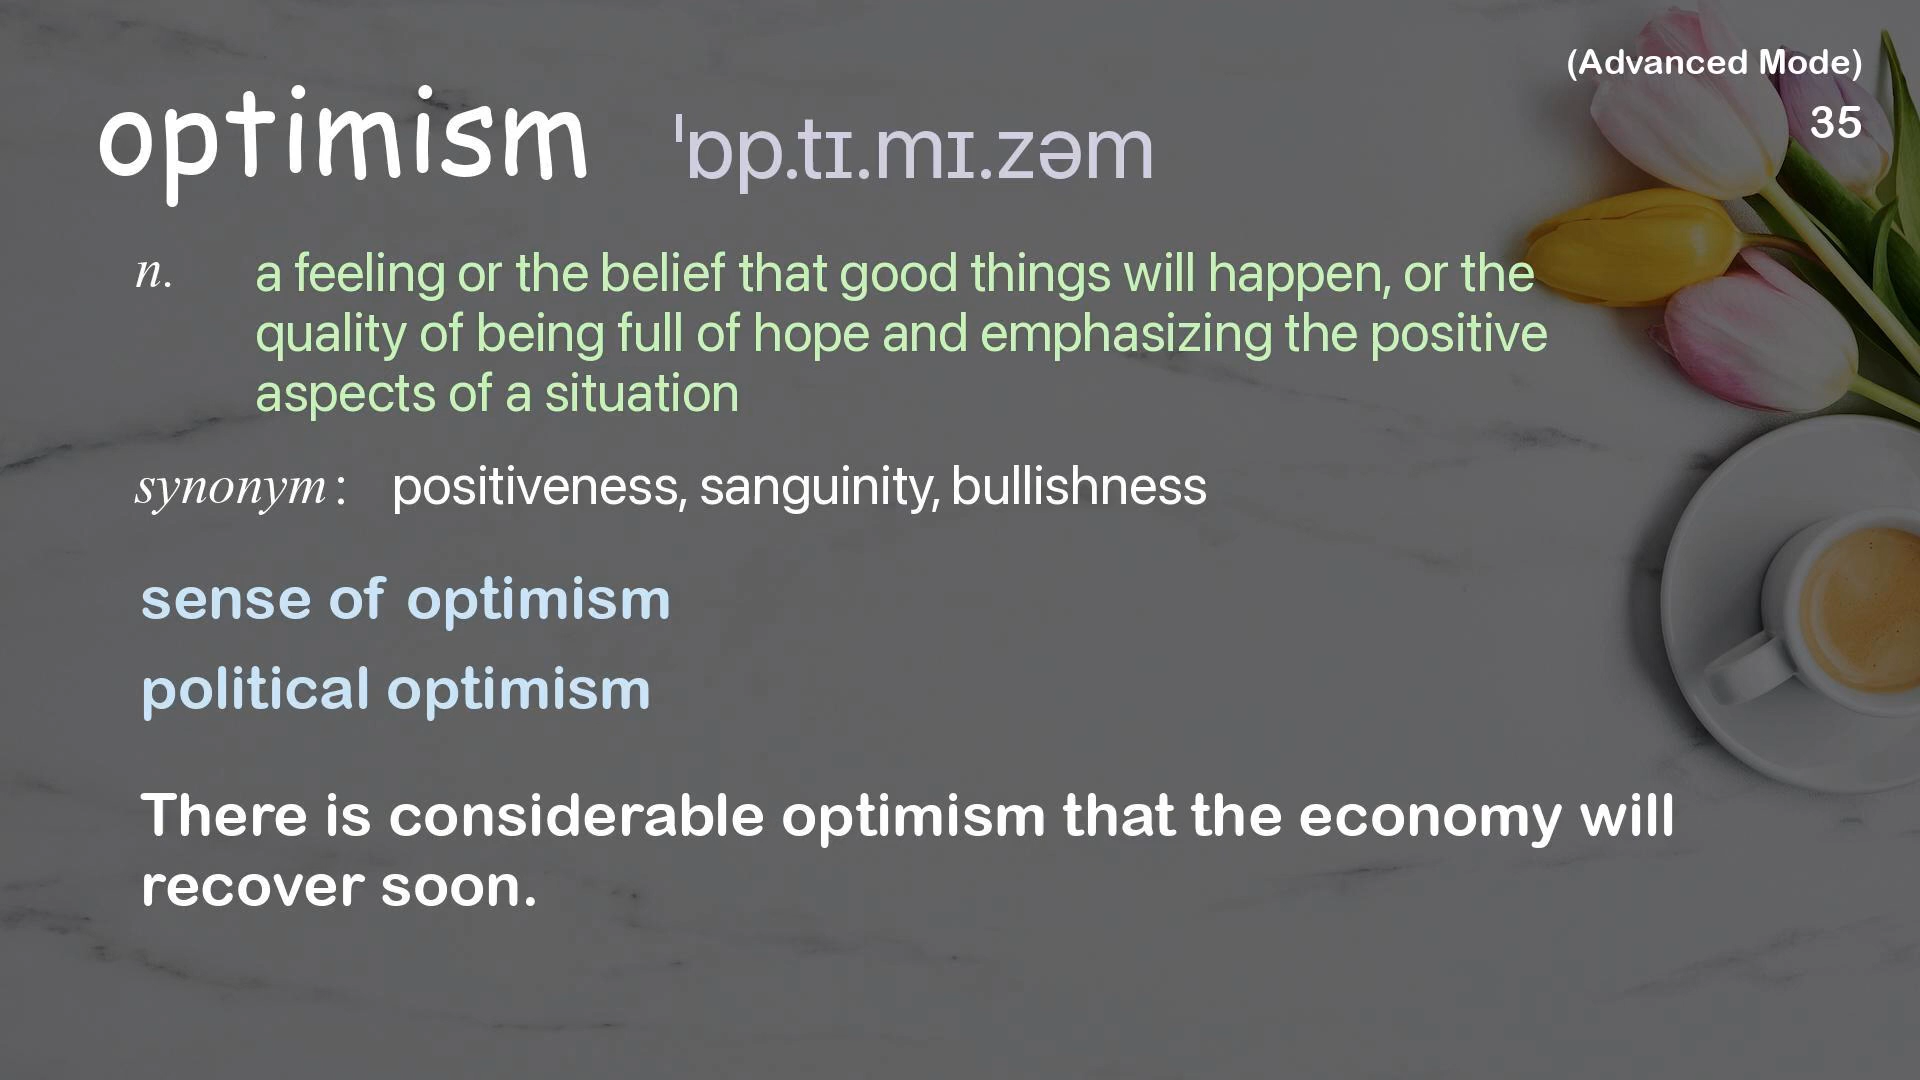 (Advanced Mode)
35
optimism ˈɒp.tɪ.mɪ.zəm
n. a feeling or the belief that good things will happen, or the
quality of being full of hope and emphasizing the positive
aspects of a situation
synonym: positiveness, sanguinity, bullishness
sense of optimism
political optimism
There is considerable optimism that the economy will
recover soon.